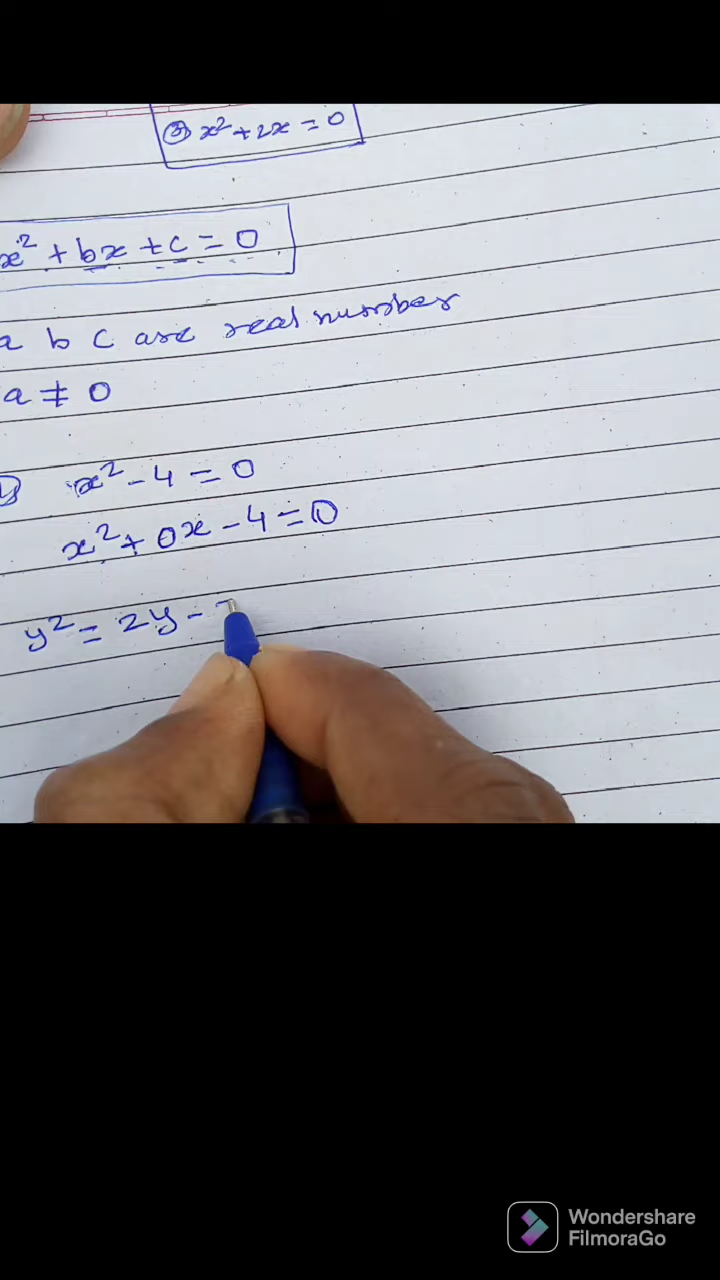 ③ x² + 2x = 0
x² + bx + c = 0
a b c are real number
a ≠ 0
x² - 4 = 0
x² + 0x - 4 = 0
y² = 2y -
Wondershare
FilmoraGo